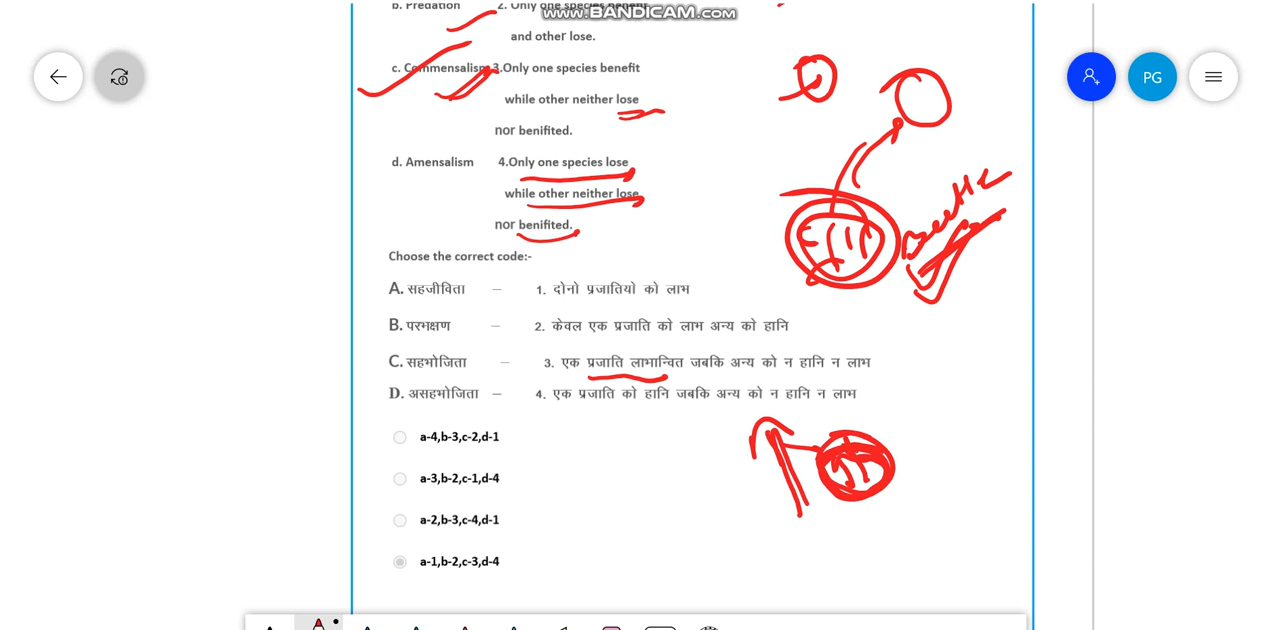 b. Predation 2. Only one species benefit
www.BANDICAM.com
and other lose.
c. Commensalism 3.Only one species benefit
while other neither lose
nor benifited.
d. Amensalism 4.Only one species lose
while other neither lose
nor benifited.
Choose the correct code:-
A. सहजीविता – 1. दोनो प्रजातियो को लाभ
B. परभक्षण – 2. केवल एक प्रजाति को लाभ अन्य को हानि
C. सहभोजिता – 3. एक प्रजाति लाभान्वित जबकि अन्य को न हानि न लाभ
D. असहभोजिता – 4. एक प्रजाति को हानि जबकि अन्य को न हानि न लाभ
a-4,b-3,c-2,d-1
a-3,b-2,c-1,d-4
a-2,b-3,c-4,d-1
a-1,b-2,c-3,d-4
PG